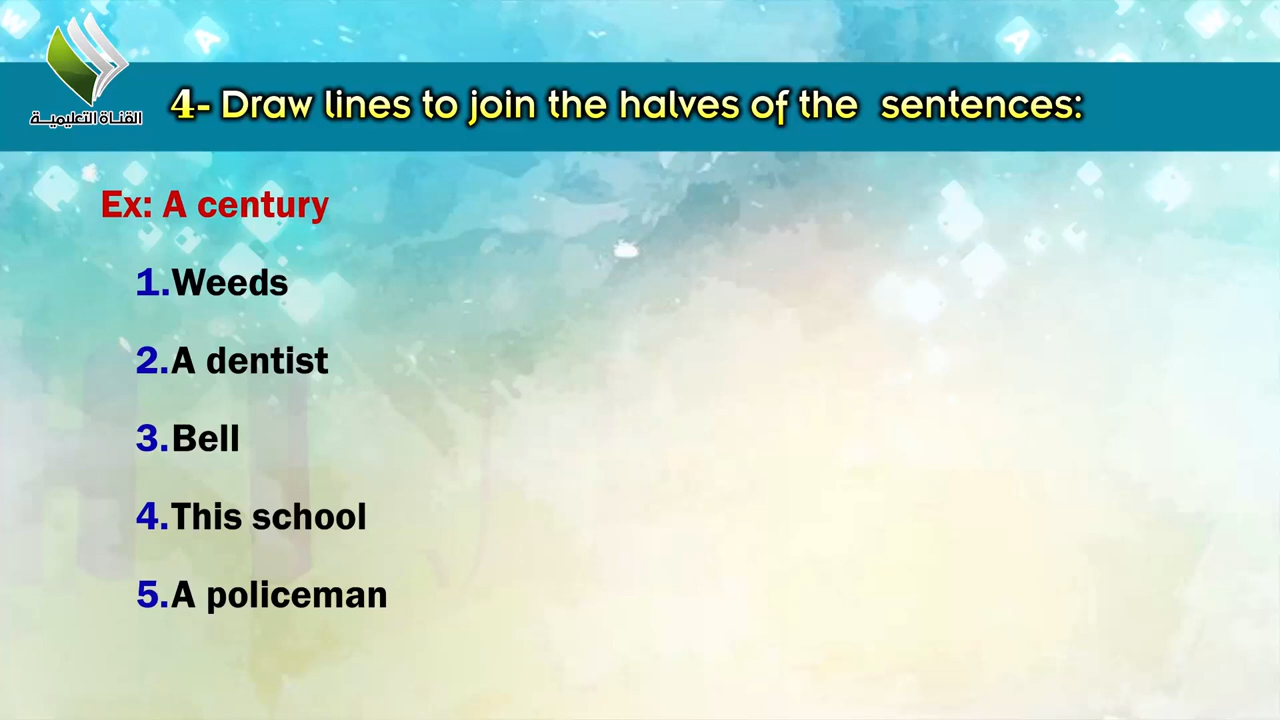 القناة التعليمية
4- Draw lines to join the halves of the sentences:
Ex: A century
1.Weeds
2.A dentist
3.Bell
4.This school
5.A policeman